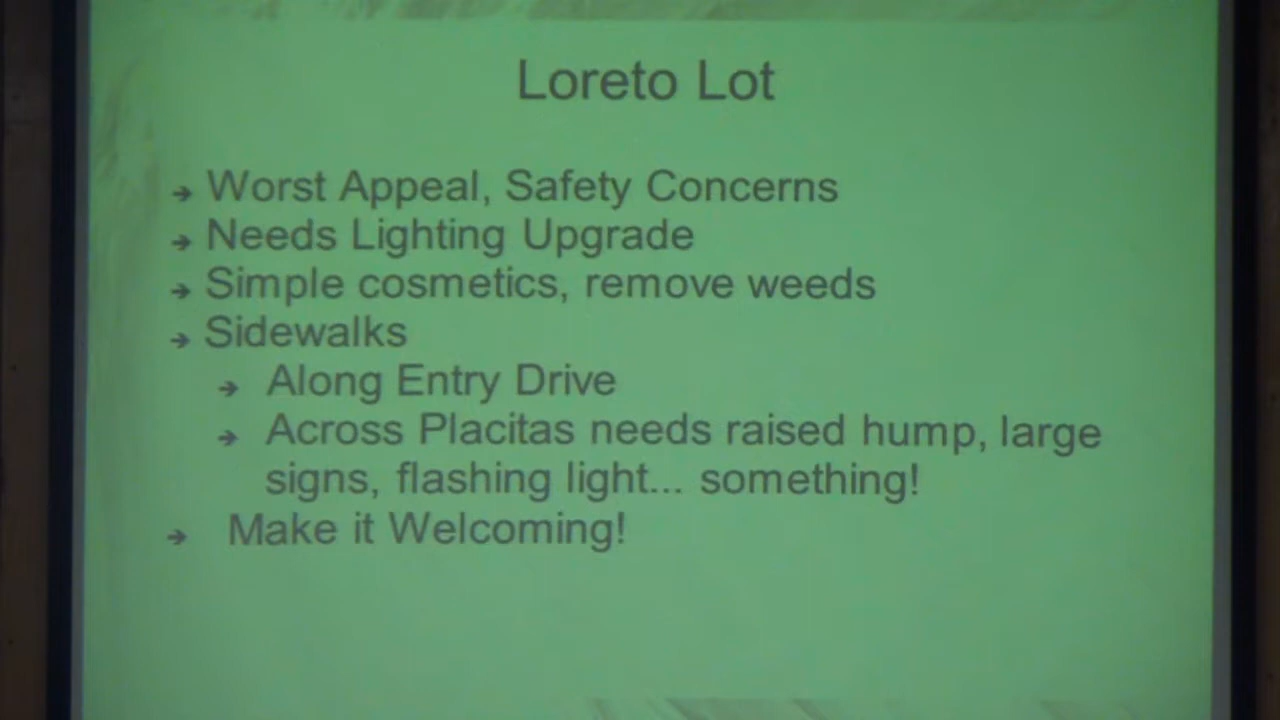 Loreto Lot
→ Worst Appeal, Safety Concerns
→ Needs Lighting Upgrade
→ Simple cosmetics, remove weeds
→ Sidewalks
→ Along Entry Drive
→ Across Placitas needs raised hump, large
signs, flashing light... something!
→ Make it Welcoming!